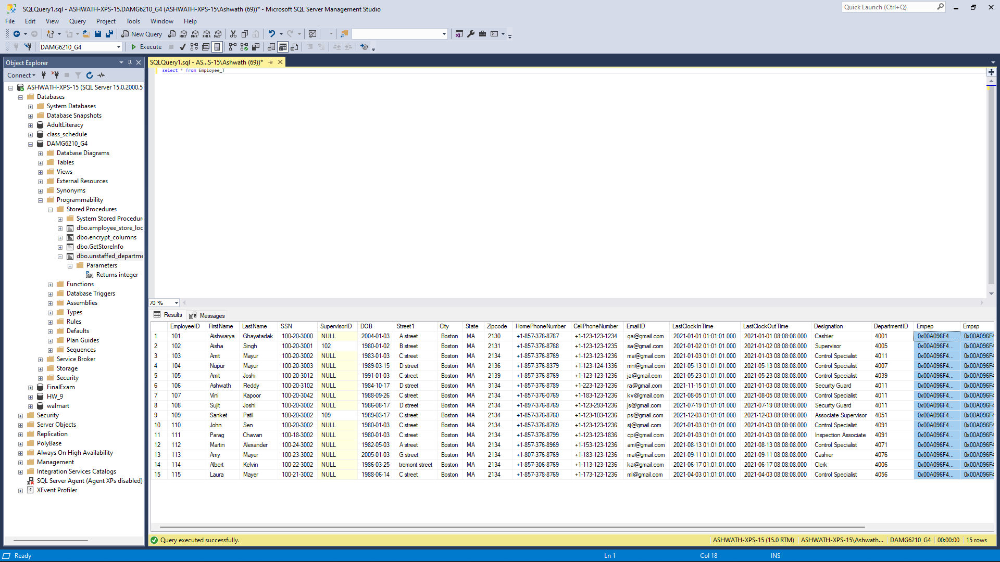 SQLQuery1.sql - ASHWATH-XPS-15.DAMG6210_G4 (ASHWATH-XPS-15\Ashwath (69))* - Microsoft SQL Server Management Studio
Quick Launch (Ctrl+Q)
File Edit View Query Project Tools Window Help
New Query MDX DMX XMLA DAX
DAMG6210_G4 Execute
Object Explorer
SQLQuery1.sql - AS...S-15\Ashwath (69))*
Connect
select * from Employee_T
ASHWATH-XPS-15 (SQL Server 15.0.2000.5
Databases
System Databases
Database Snapshots
AdultLiteracy
class_schedule
DAMG6210_G4
Database Diagrams
Tables
Views
External Resources
Synonyms
Programmability
Stored Procedures
System Stored Procedure
dbo.employee_store_loc
dbo.encrypt_columns
dbo.GetStoreInfo
dbo.unstaffed_departme
Parameters
Returns integer
Functions
Database Triggers
Assemblies
Types
Rules
Defaults
Plan Guides
Sequences
Service Broker
Storage
Security
FinalExam
HW_9
walmart
Security
Server Objects
Replication
PolyBase
Always On High Availability
Management
Integration Services Catalogs
SQL Server Agent (Agent XPs disabled)
XEvent Profiler
70 %
Results Messages
EmployeeID FirstName LastName SSN SupervisorID DOB Street1 City State Zipcode HomePhoneNumber CellPhoneNumber EmailID LastClockInTime LastClockOutTime Designation DepartmentID Empep Empsp
1 101 Aishwarya Ghayatadak 100-20-3000 NULL 2004-01-03 A street Boston MA 2130 +1-857-376-8767 +1-123-123-1234 ga@gmail.com 2021-01-01 01:01:01.000 2021-01-01 08:08:08.000 Cashier 4001 0x00A096F4... 0x00A096F4
2 102 Aisha Singh 100-20-3001 102 1980-01-02 B street Boston MA 2131 +1-857-376-8768 +1-123-123-1235 sa@gmail.com 2021-01-02 01:01:01.000 2021-01-02 08:08:08.000 Supervisor 4005 0x00A096F4... 0x00A096F4
3 103 Amit Mayur 100-20-3002 NULL 1983-01-03 C street Boston MA 2134 +1-857-376-8769 +1-123-123-1236 ma@gmail.com 2021-01-03 01:01:01.000 2021-01-03 08:08:08.000 Control Specialist 4011 0x00A096F4... 0x00A096F4
4 104 Nupur Mayur 100-20-3003 NULL 1989-03-15 D street Boston MA 2136 +1-857-376-8379 +1-123-124-1336 mn@gmail.com 2021-05-13 01:01:01.000 2021-05-13 08:08:08.000 Control Specialist 4007 0x00A096F4... 0x00A096F4
5 105 Amit Joshi 100-20-3012 NULL 1991-01-03 C street Boston MA 2139 +1-857-376-8769 +1-123-123-1236 ja@gmail.com 2021-05-23 01:01:01.000 2021-05-23 08:08:08.000 Control Specialist 4039 0x00A096F4... 0x00A096F4
6 106 Ashwath Reddy 100-20-3102 NULL 1984-10-17 D street Boston MA 3134 +1-857-376-8789 +1-223-123-1236 ra@gmail.com 2021-11-15 01:01:01.000 2021-01-03 08:08:08.000 Security Guard 4011 0x00A096F4... 0x00A096F4
7 107 Vini Kapoor 100-20-3042 NULL 1988-09-26 C street Boston MA 2134 +1-857-376-0769 +1-183-123-1236 kv@gmail.com 2021-08-05 01:01:01.000 2021-08-05 08:08:08.000 Control Specialist 4011 0x00A096F4... 0x00A096F4
8 108 Sujit Joshi 100-20-3002 NULL 1986-08-17 D street Boston MA 2134 +1-897-376-8769 +1-123-293-1236 js@gmail.com 2021-07-19 01:01:01.000 2021-07-19 08:08:08.000 Security Guard 4011 0x00A096F4... 0x00A096F4
9 109 Sanket Patil 100-20-3002 109 1989-03-17 C street Boston MA 2134 +1-857-376-8760 +1-123-103-1236 ps@gmail.com 2021-12-03 01:01:01.000 2021-12-03 08:08:08.000 Associate Supervisor 4051 0x00A096F4... 0x00A096F4
10 110 John Sen 100-20-3002 NULL 1980-01-03 C street Boston MA 2134 +1-857-376-8769 +1-123-123-1236 sj@gmail.com 2021-01-03 01:01:01.000 2021-01-03 08:08:08.000 Control Specialist 4091 0x00A096F4... 0x00A096F4
11 111 Parag Chavan 100-18-3002 NULL 1980-01-03 C street Boston MA 2134 +1-857-376-8799 +1-123-123-1836 cp@gmail.com 2021-01-03 01:01:01.000 2021-01-03 08:08:08.000 Inspection Associate 4091 0x00A096F4... 0x00A096F4
12 112 Martin Alexander 100-24-3002 NULL 1982-05-03 A street Boston MA 2134 +1-857-376-8969 +1-153-123-1236 am@gmail.com 2021-08-13 01:01:01.000 2021-08-13 08:08:08.000 Control Specialist 4071 0x00A096F4... 0x00A096F4
13 113 Amy Mayer 100-23-3002 NULL 2005-01-03 G street Boston MA 2134 +1-857-376-8769 +1-183-123-1236 ma@gmail.com 2021-09-11 01:01:01.000 2021-09-11 08:08:08.000 Cashier 4076 0x00A096F4... 0x00A096F4
14 114 Albert Kelvin 100-22-3002 NULL 1986-03-25 tremont street Boston MA 2134 +1-857-306-8769 +1-113-123-1236 ka@gmail.com 2021-06-17 01:01:01.000 2021-06-17 08:08:08.000 Clerk 4006 0x00A096F4... 0x00A096F4
15 115 Laura Mayer 100-21-3002 NULL 1988-06-14 C street Boston MA 2134 +1-857-378-8769 +1-173-123-1236 ml@gmail.com 2021-04-03 01:01:01.000 2021-04-03 08:08:08.000 Control Specialist 4056 0x00A096F4... 0x00A096F4
Query executed successfully. ASHWATH-XPS-15 (15.0 RTM) ASHWATH-XPS-15\Ashwath... DAMG6210_G4 00:00:00 15 rows
Ready Ln 1 Col 18 INS